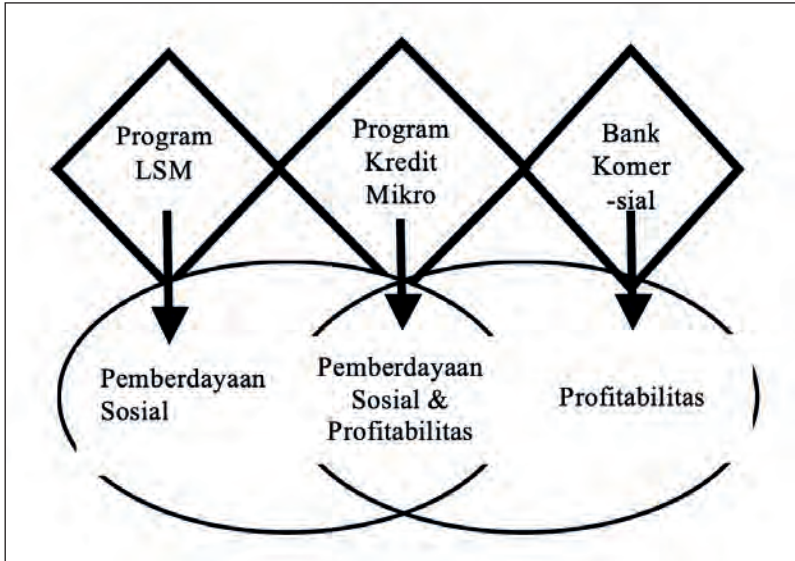 Program
LSM
Program
Kredit
Mikro
Bank
Komer
-sial
Pemberdayaan
Sosial
Pemberdayaan
Sosial &
Profitabilitas
Profitabilitas